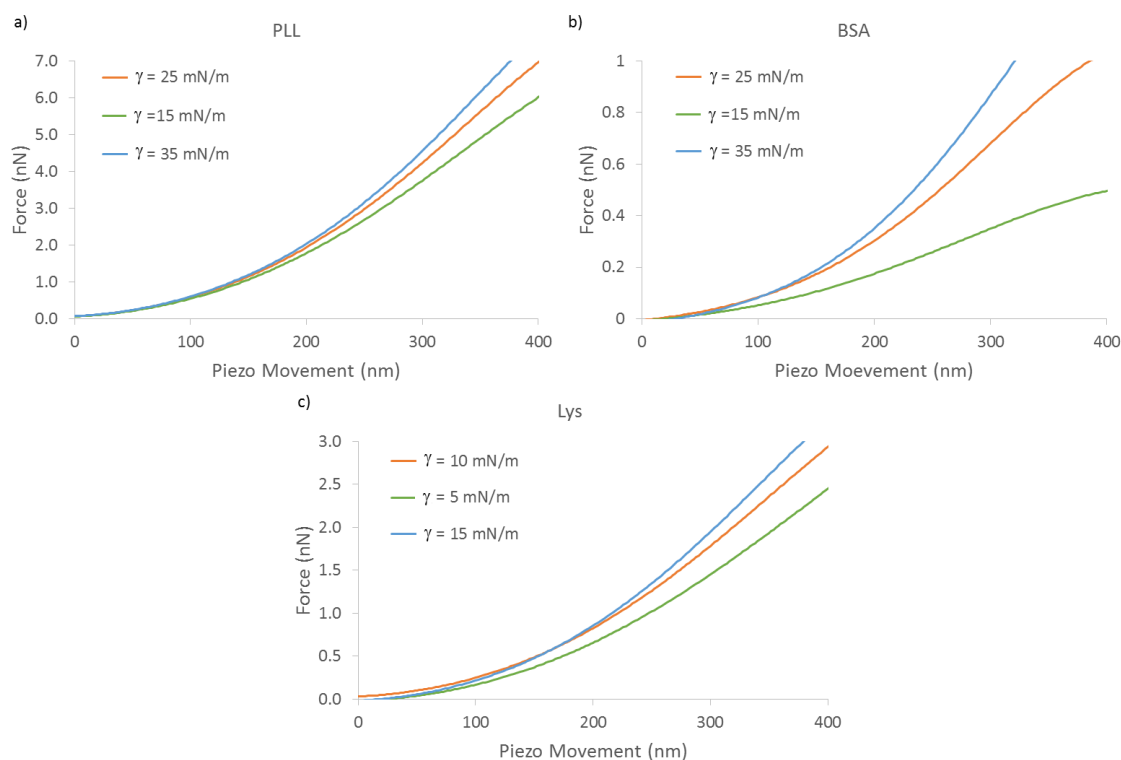 a)
PLL
γ = 25 mN/m
γ =15 mN/m
γ = 35 mN/m
Force (nN)
7.0
6.0
5.0
4.0
3.0
2.0
1.0
0.0
0 100 200 300 400
Piezo Movement (nm)
b)
BSA
γ = 25 mN/m
γ =15 mN/m
γ = 35 mN/m
Force (nN)
1
0.8
0.6
0.4
0.2
0
0 100 200 300 400
Piezo Moevement (nm)
c)
Lys
γ = 10 mN/m
γ = 5 mN/m
γ = 15 mN/m
Force (nN)
3.0
2.5
2.0
1.5
1.0
0.5
0.0
0 100 200 300 400
Piezo Movement (nm)